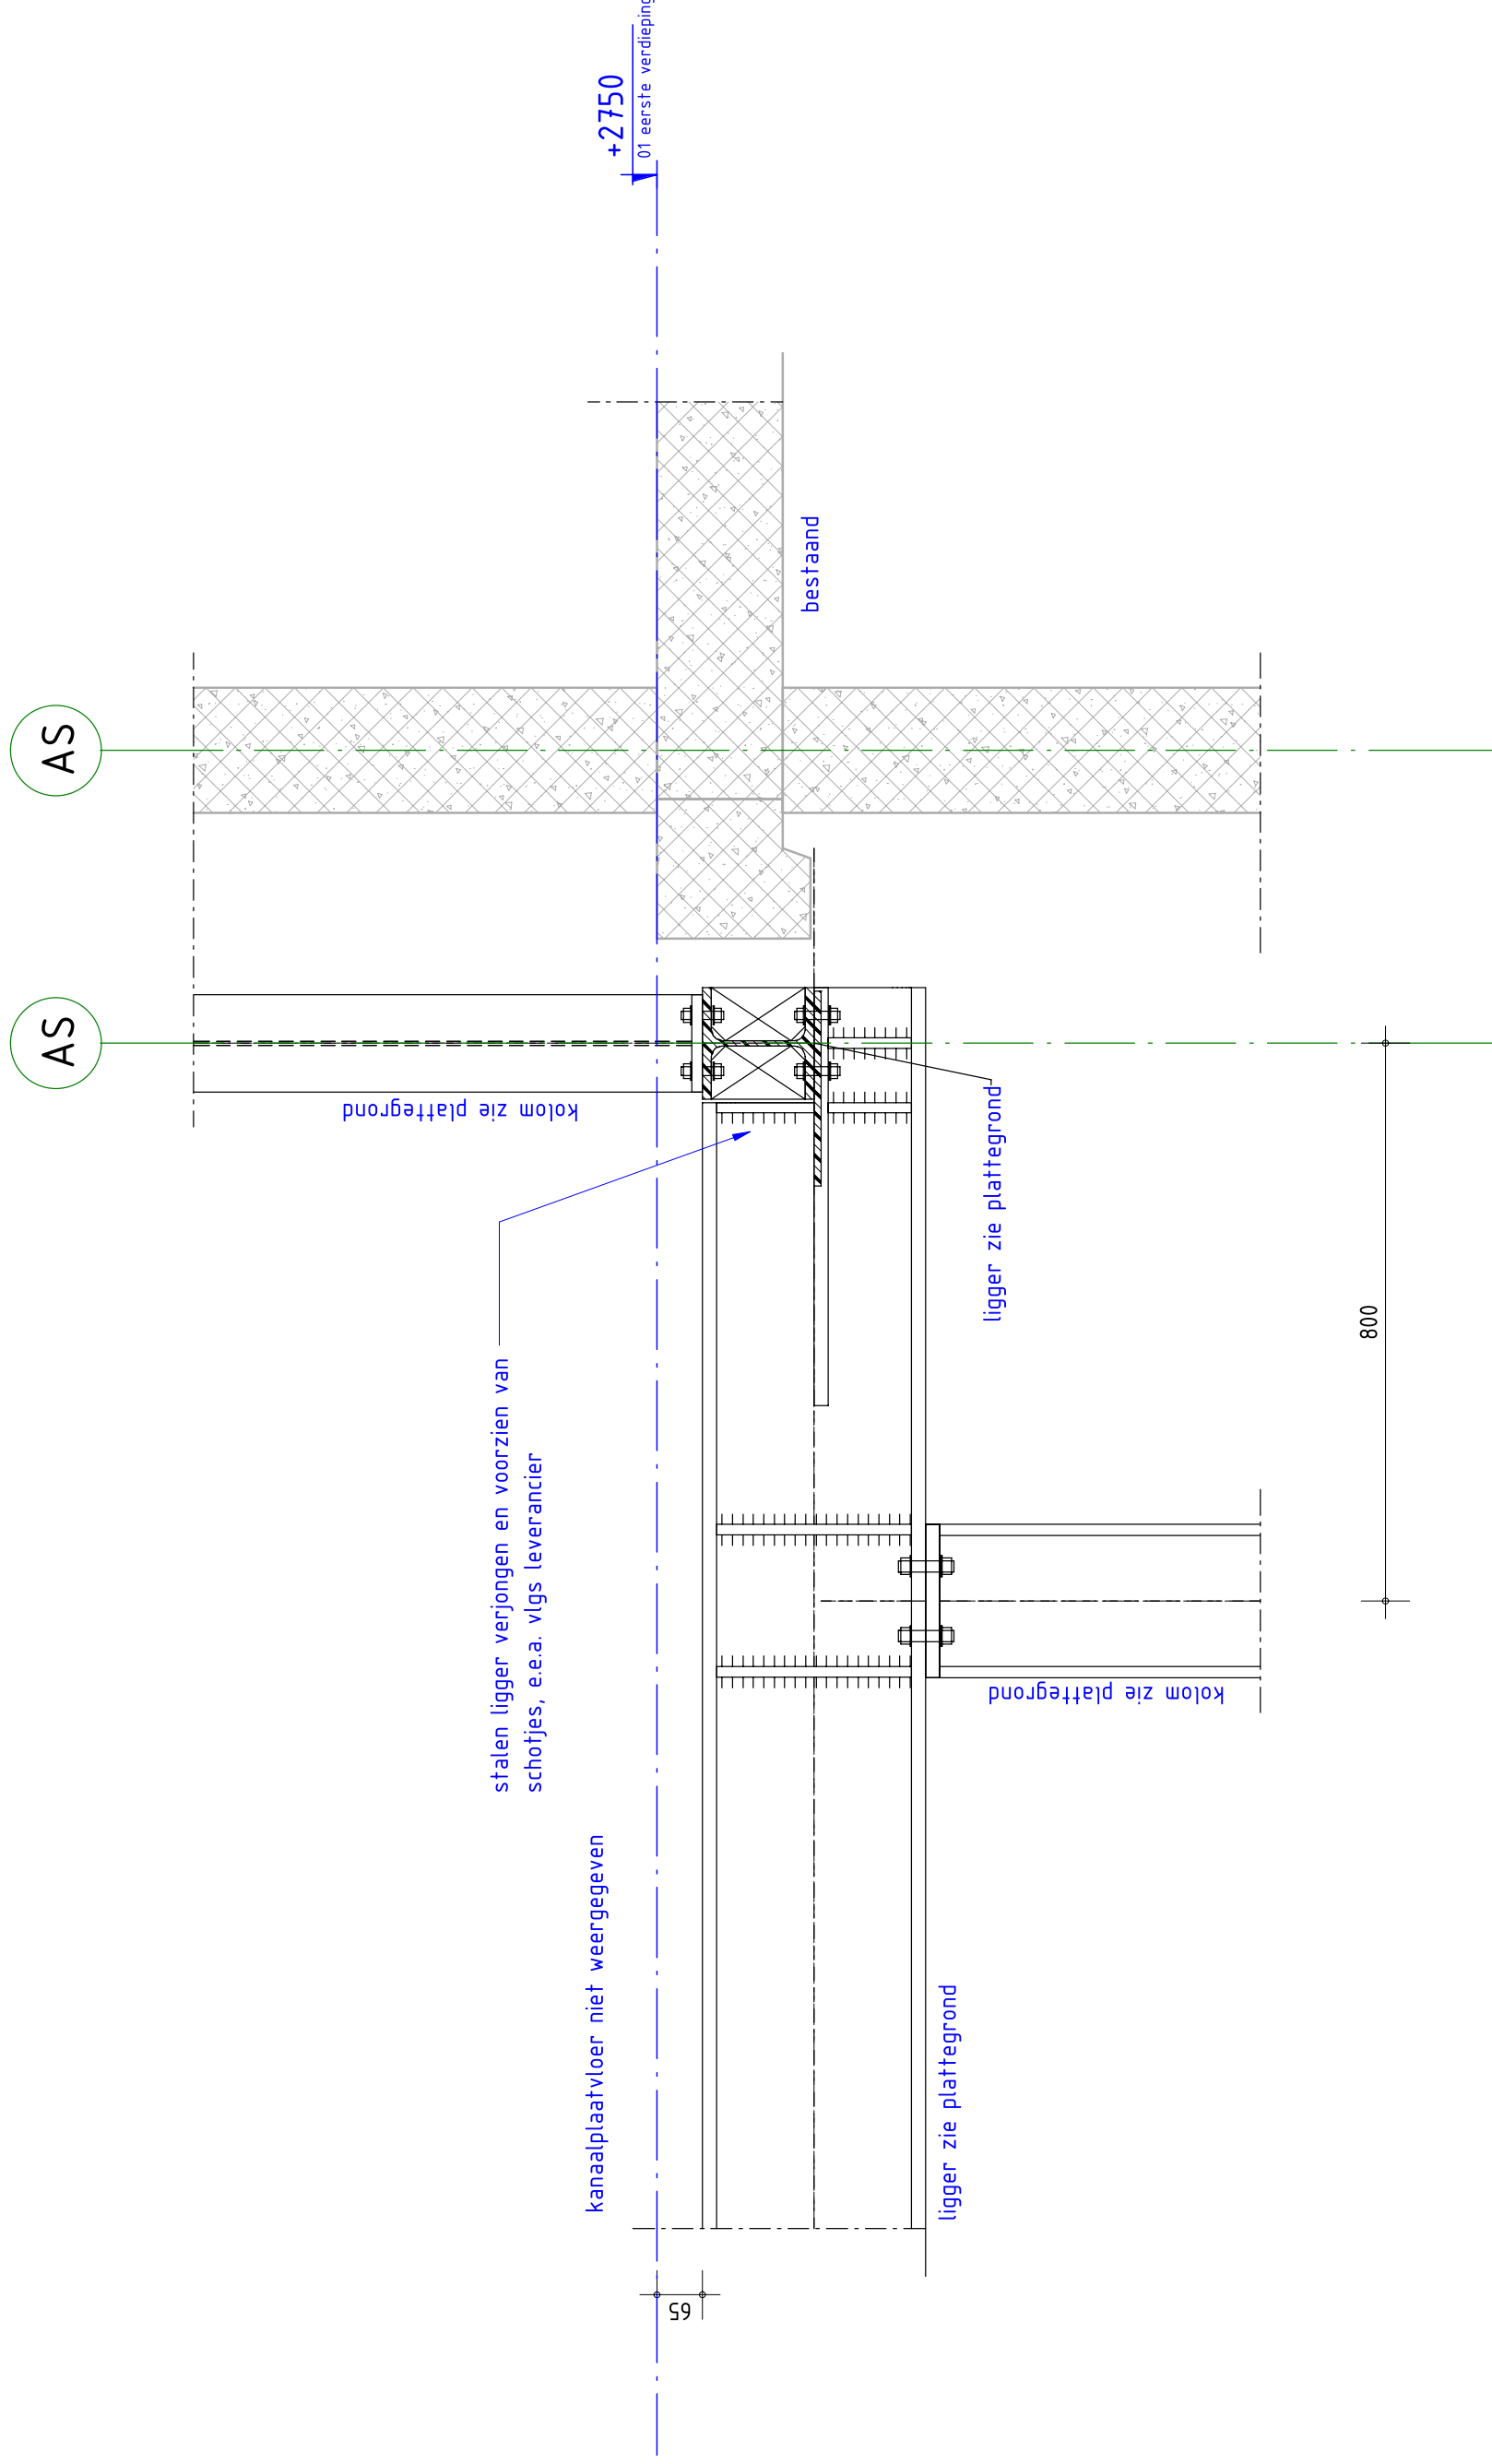 AS
AS
+2750
01 eerste verdieping
bestaand
kolom zie plattegrond
stalen ligger verjongen en voorzien van
schotjes, e.e.a. vlgs leverancier
kanaalplaatvloer niet weergegeven
ligger zie plattegrond
ligger zie plattegrond
kolom zie plattegrond
800
65